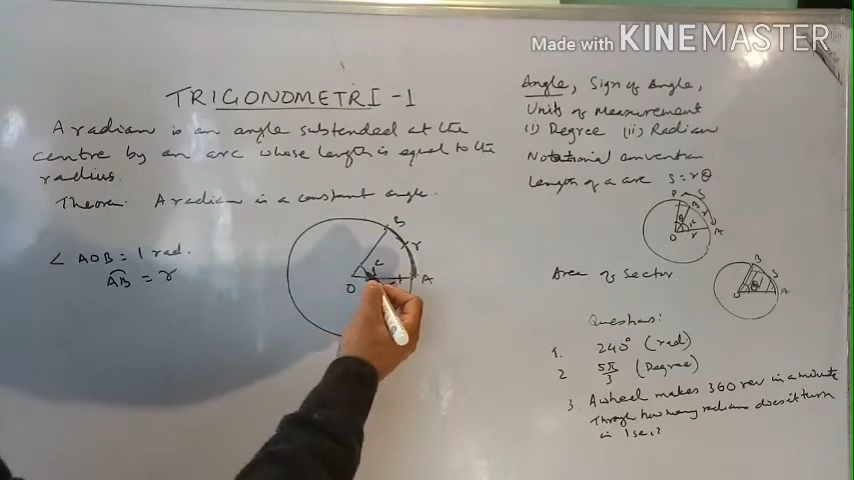 Made with KINEMASTER
TRIGONOMETRI-1
A radian is an angle subtended at the
centre by an arc whose length is equal to the
radius.
Theorem. A radian is a constant angle.
∠ AOB = 1 rad.
AB = r
B
r
A
O
Angle, Sign of Angle,
Units of Measurement
(i) Degree (ii) Radian
Notational convention
Length of a arc S = rθ
P
S
B
A
O
r
Area of Sector
B
S
A
θ
Questions:
1. 240° (rad)
2 5π/3 (Degree)
3. A wheel makes 360 rev in a minute
Through how many radians does it turn
in 1 sec?